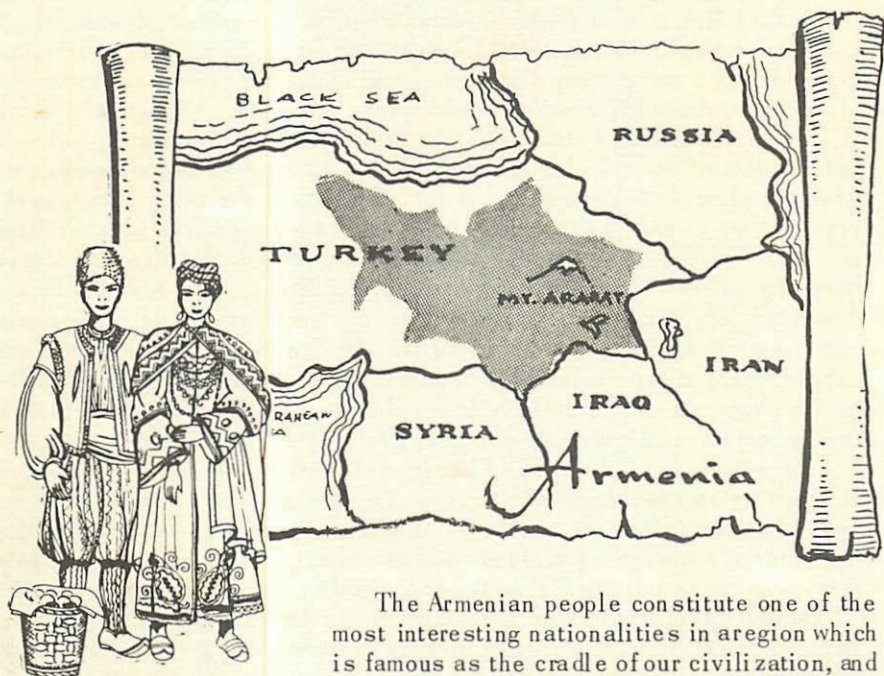 BLACK SEA
RUSSIA
TURKEY
MT. ARARAT
IRAN
RANEAN
IRAQ
SYRIA
Armenia
The Armenian people constitute one of the
most interesting nationalities in aregion which
is famous as the cradle of our civilization, and